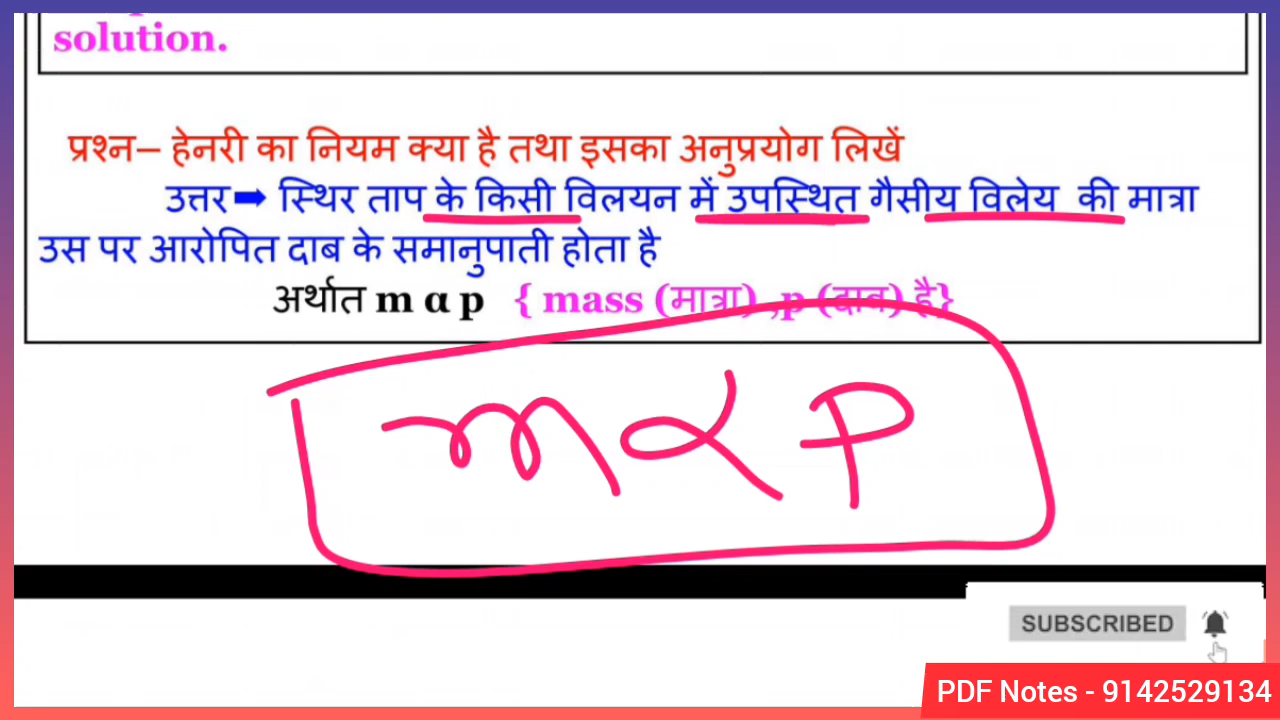 solution.
प्रश्न– हेनरी का नियम क्या है तथा इसका अनुप्रयोग लिखें
उत्तर➡ स्थिर ताप के किसी विलयन में उपस्थित गैसीय विलेय की मात्रा
उस पर आरोपित दाब के समानुपाती होता है
अर्थात m α p { mass (मात्रा) ,p (दाब) है}
m α P
SUBSCRIBED
PDF Notes - 9142529134